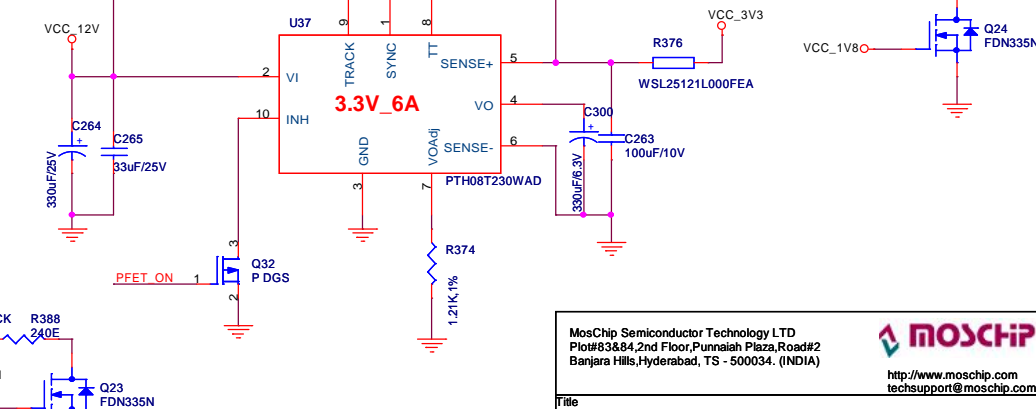 VCC_12V
U37
9
1
8
VCC_3V3
Q24
FDN335N
VCC_1V8
R376
WSL25121L000FEA
2
VI
TRACK
SYNC
TT
SENSE+
5
3.3V_6A
10
INH
VO
4
GND
VOAdj
SENSE-
6
C264
+
330uF/25V
C265
33uF/25V
C300
+
330uF/6.3V
C263
100uF/10V
3
7
PTH08T230WAD
3
Q32
P DGS
PFET_ON
1
2
R374
1.21K,1%
CK
R388
240E
Q23
FDN335N
MosChip Semiconductor Technology LTD
Plot#83&84,2nd Floor,Punnaiah Plaza,Road#2
Banjara Hills,Hyderabad, TS - 500034. (INDIA)
MOSCHIP
http://www.moschip.com
techsupport@moschip.com
Title